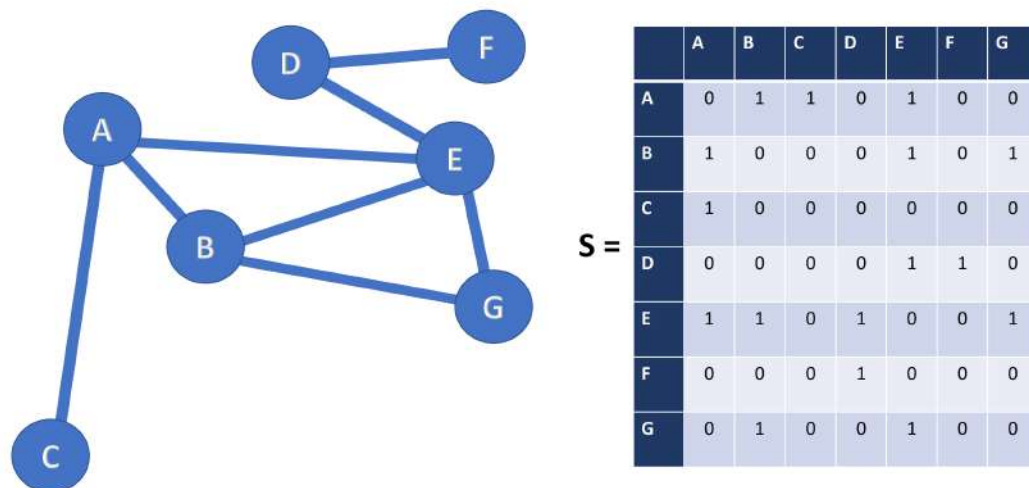 D
F
A
E
B
G
C
S =
A B C D E F G
A 0 1 1 0 1 0 0
B 1 0 0 0 1 0 1
C 1 0 0 0 0 0 0
D 0 0 0 0 1 1 0
E 1 1 0 1 0 0 1
F 0 0 0 1 0 0 0
G 0 1 0 0 1 0 0